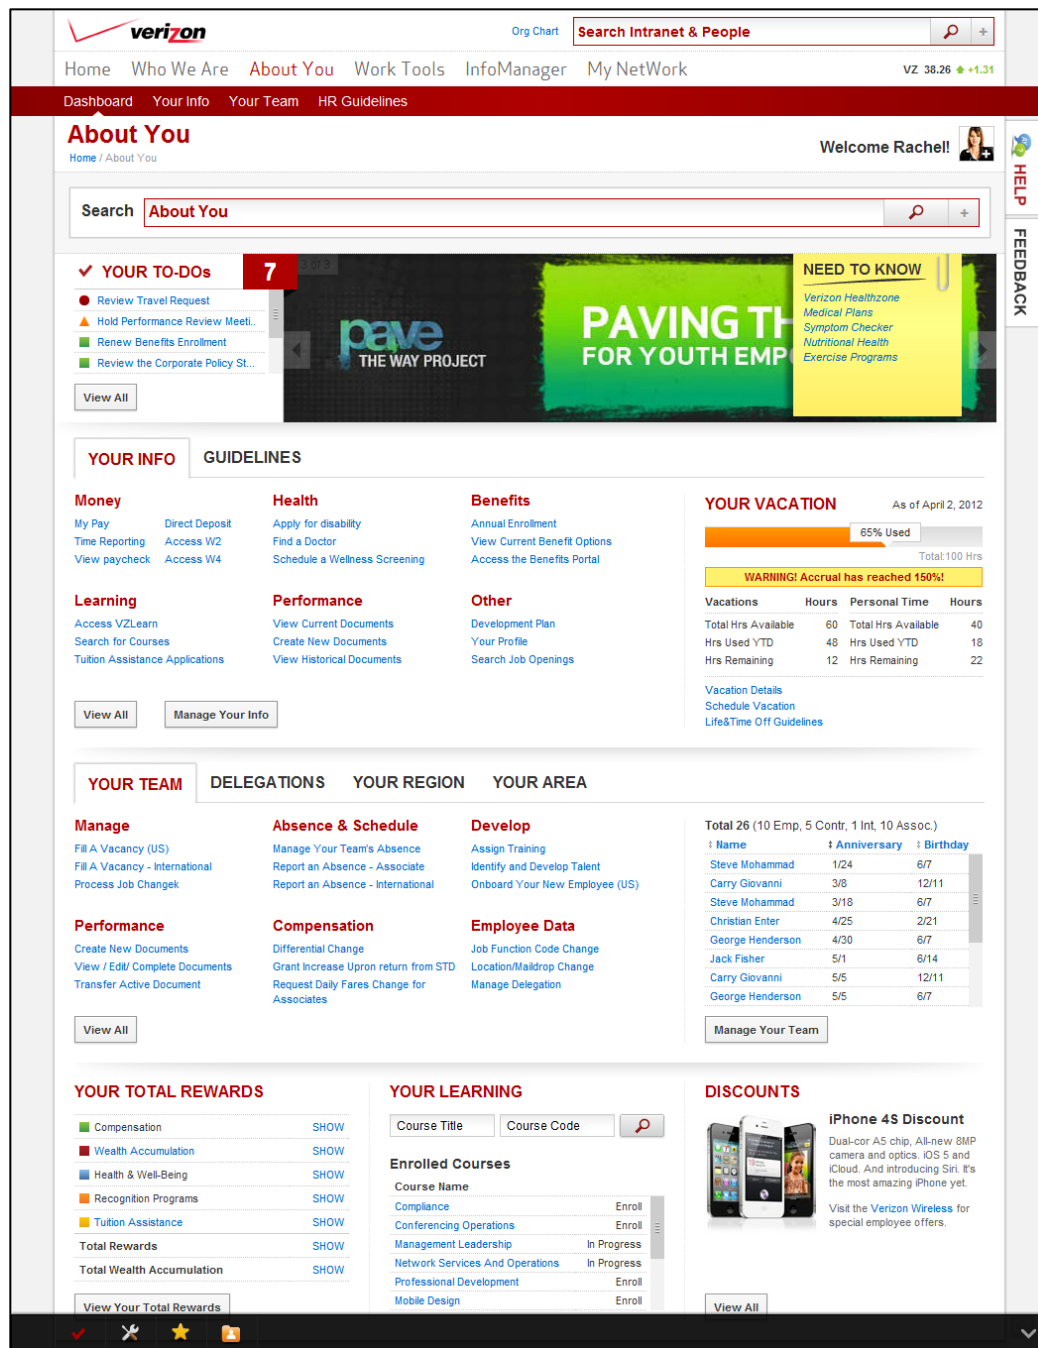 verizon
Org Chart
Search Intranet & People
+
Home Who We Are About You Work Tools InfoManager My NetWork
VZ 38.26 +1.31
Dashboard Your Info Your Team HR Guidelines
About You
Home / About You
Welcome Rachel!
HELP
FEEDBACK
Search About You
+
YOUR TO-DOs 7
3 of 3
Review Travel Request
Hold Performance Review Meeti..
Renew Benefits Enrollment
Review the Corporate Policy St...
View All
pave
THE WAY PROJECT
PAVING TH
FOR YOUTH EMPO
NEED TO KNOW
Verizon Healthzone
Medical Plans
Symptom Checker
Nutritional Health
Exercise Programs
YOUR INFO GUIDELINES
Money
My Pay Direct Deposit
Time Reporting Access W2
View paycheck Access W4
Health
Apply for disability
Find a Doctor
Schedule a Wellness Screening
Benefits
Annual Enrollment
View Current Benefit Options
Access the Benefits Portal
Learning
Access VZLearn
Search for Courses
Tuition Assistance Applications
Performance
View Current Documents
Create New Documents
View Historical Documents
Other
Development Plan
Your Profile
Search Job Openings
View All Manage Your Info
YOUR VACATION As of April 2, 2012
65% Used
Total:100 Hrs
WARNING! Accrual has reached 150%!
Vacations Hours Personal Time Hours
Total Hrs Available 60 Total Hrs Available 40
Hrs Used YTD 48 Hrs Used YTD 18
Hrs Remaining 12 Hrs Remaining 22
Vacation Details
Schedule Vacation
Life&Time Off Guidelines
YOUR TEAM DELEGATIONS YOUR REGION YOUR AREA
Manage
Fill A Vacancy (US)
Fill A Vacancy - International
Process Job Changek
Absence & Schedule
Manage Your Team's Absence
Report an Absence - Associate
Report an Absence - International
Develop
Assign Training
Identify and Develop Talent
Onboard Your New Employee (US)
Performance
Create New Documents
View / Edit/ Complete Documents
Transfer Active Document
Compensation
Differential Change
Grant Increase Upron return from STD
Request Daily Fares Change for
Associates
Employee Data
Job Function Code Change
Location/Maildrop Change
Manage Delegation
View All
Total 26 (10 Emp, 5 Contr, 1 Int, 10 Assoc.)
Name Anniversary Birthday
Steve Mohammad 1/24 6/7
Carry Giovanni 3/8 12/11
Steve Mohammad 3/18 6/7
Christian Enter 4/25 2/21
George Henderson 4/30 6/7
Jack Fisher 5/1 6/14
Carry Giovanni 5/5 12/11
George Henderson 5/5 6/7
Manage Your Team
YOUR TOTAL REWARDS
Compensation SHOW
Wealth Accumulation SHOW
Health & Well-Being SHOW
Recognition Programs SHOW
Tuition Assistance SHOW
Total Rewards SHOW
Total Wealth Accumulation SHOW
View Your Total Rewards
YOUR LEARNING
Course Title Course Code
Enrolled Courses
Course Name
Compliance Enroll
Conferencing Operations Enroll
Management Leadership In Progress
Network Services And Operations In Progress
Professional Development Enroll
Mobile Design Enroll
DISCOUNTS
iPhone 4S Discount
Dual-cor A5 chip, All-new 8MP
camera and optics. iOS 5 and
iCloud. And introducing Siri. It's
the most amazing iPhone yet.
Visit the Verizon Wireless for
special employee offers.
View All